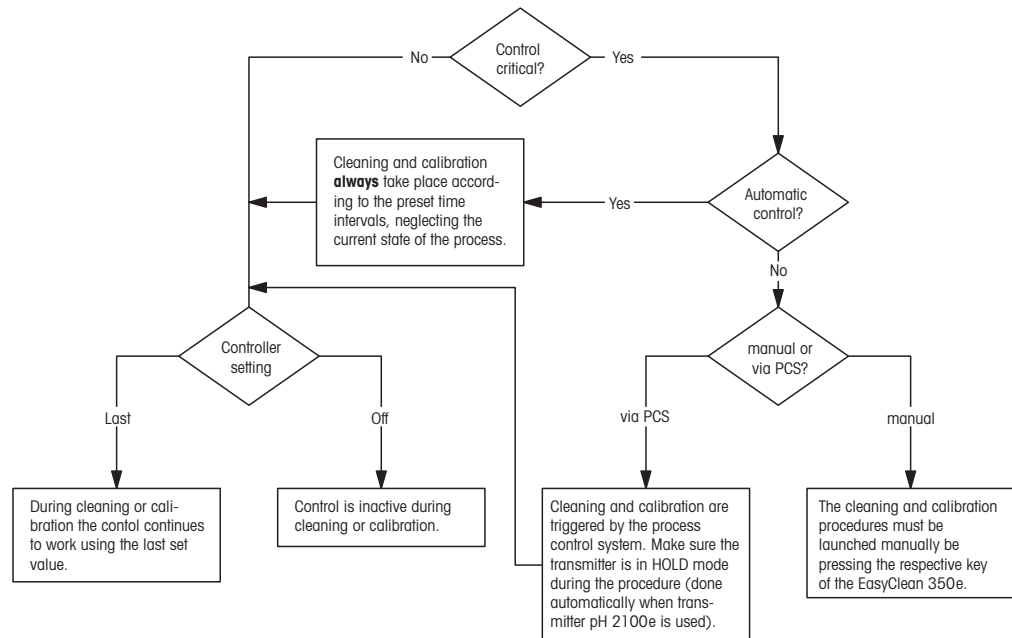 Control
critical?
No
Yes
Cleaning and calibration
always take place accord-
ing to the preset time
intervals, neglecting the
current state of the process.
Yes
Automatic
control?
No
Controller
setting
manual or
via PCS?
Last
Off
via PCS
manual
During cleaning or cali-
bration the contol continues
to work using the last set
value.
Control is inactive during
cleaning or calibration.
Cleaning and calibration are
triggered by the process
control system. Make sure the
transmitter is in HOLD mode
during the procedure (done
automatically when trans-
mitter pH 2100e is used).
The cleaning and calibration
procedures must be
launched manually be
pressing the respective key
of the EasyClean 350e.